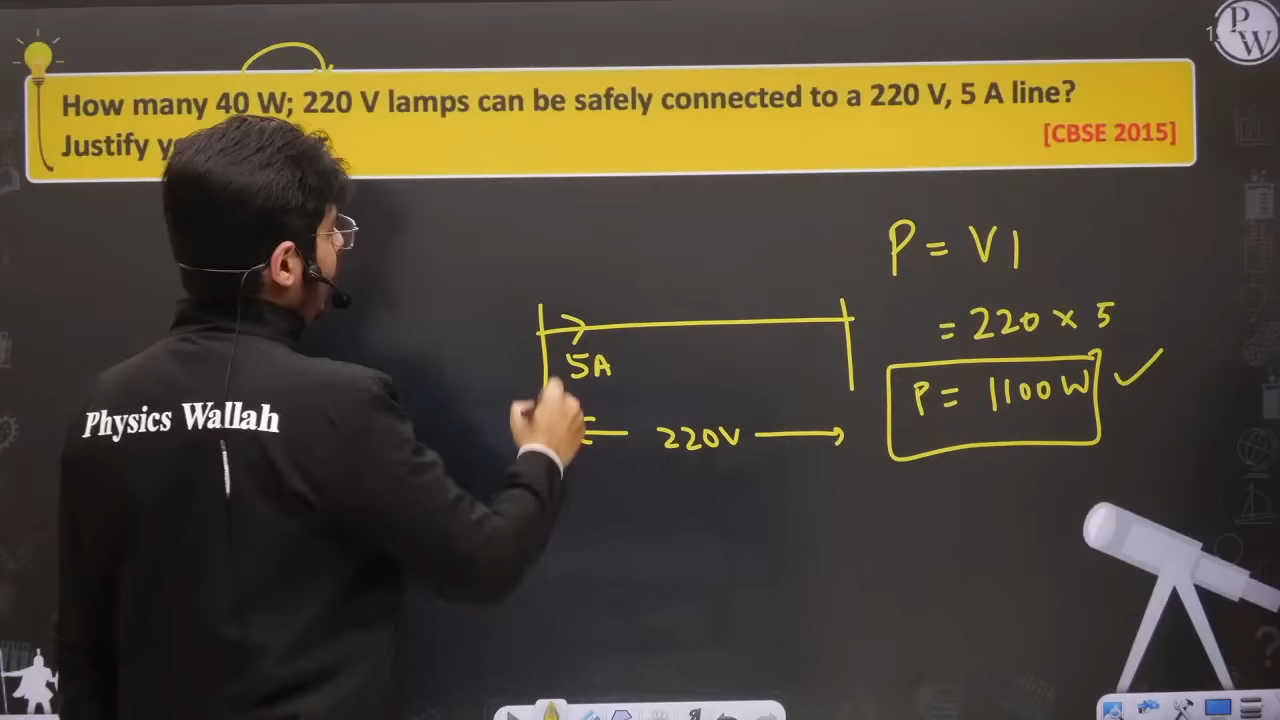 How many 40 W; 220 V lamps can be safely connected to a 220 V, 5 A line?
Justify
[CBSE 2015]
PW
P = VI
= 220 × 5
P = 1100 W
5A
220V
Physics Wallah